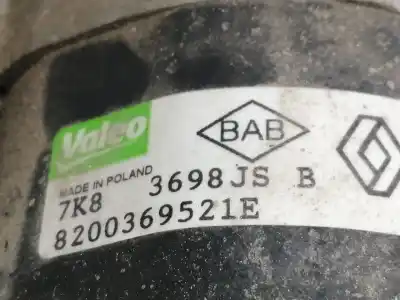 Valeo
BAB
MADE IN POLAND
3698JS B
7K8
8200369521E